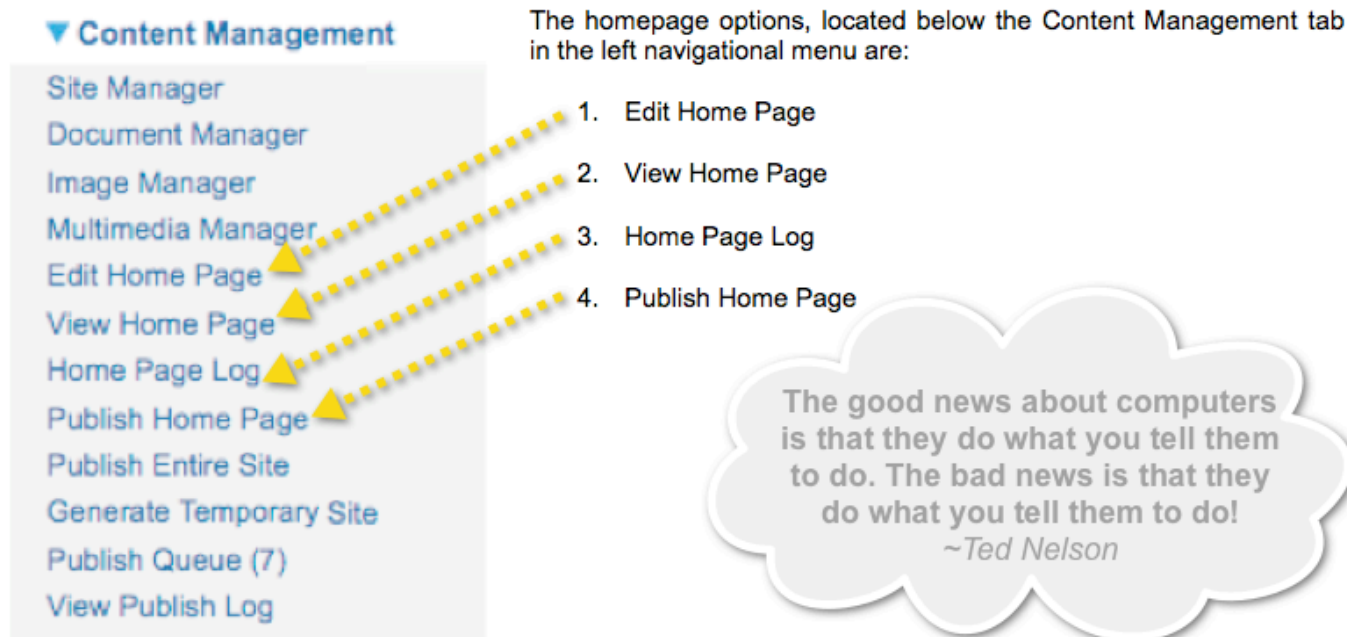 Content Management
Site Manager
Document Manager
Image Manager
Multimedia Manager
Edit Home Page
View Home Page
Home Page Log
Publish Home Page
Publish Entire Site
Generate Temporary Site
Publish Queue (7)
View Publish Log
The homepage options, located below the Content Management tab
in the left navigational menu are:
1. Edit Home Page
2. View Home Page
3. Home Page Log
4. Publish Home Page
The good news about computers
is that they do what you tell them
to do. The bad news is that they
do what you tell them to do!
~Ted Nelson